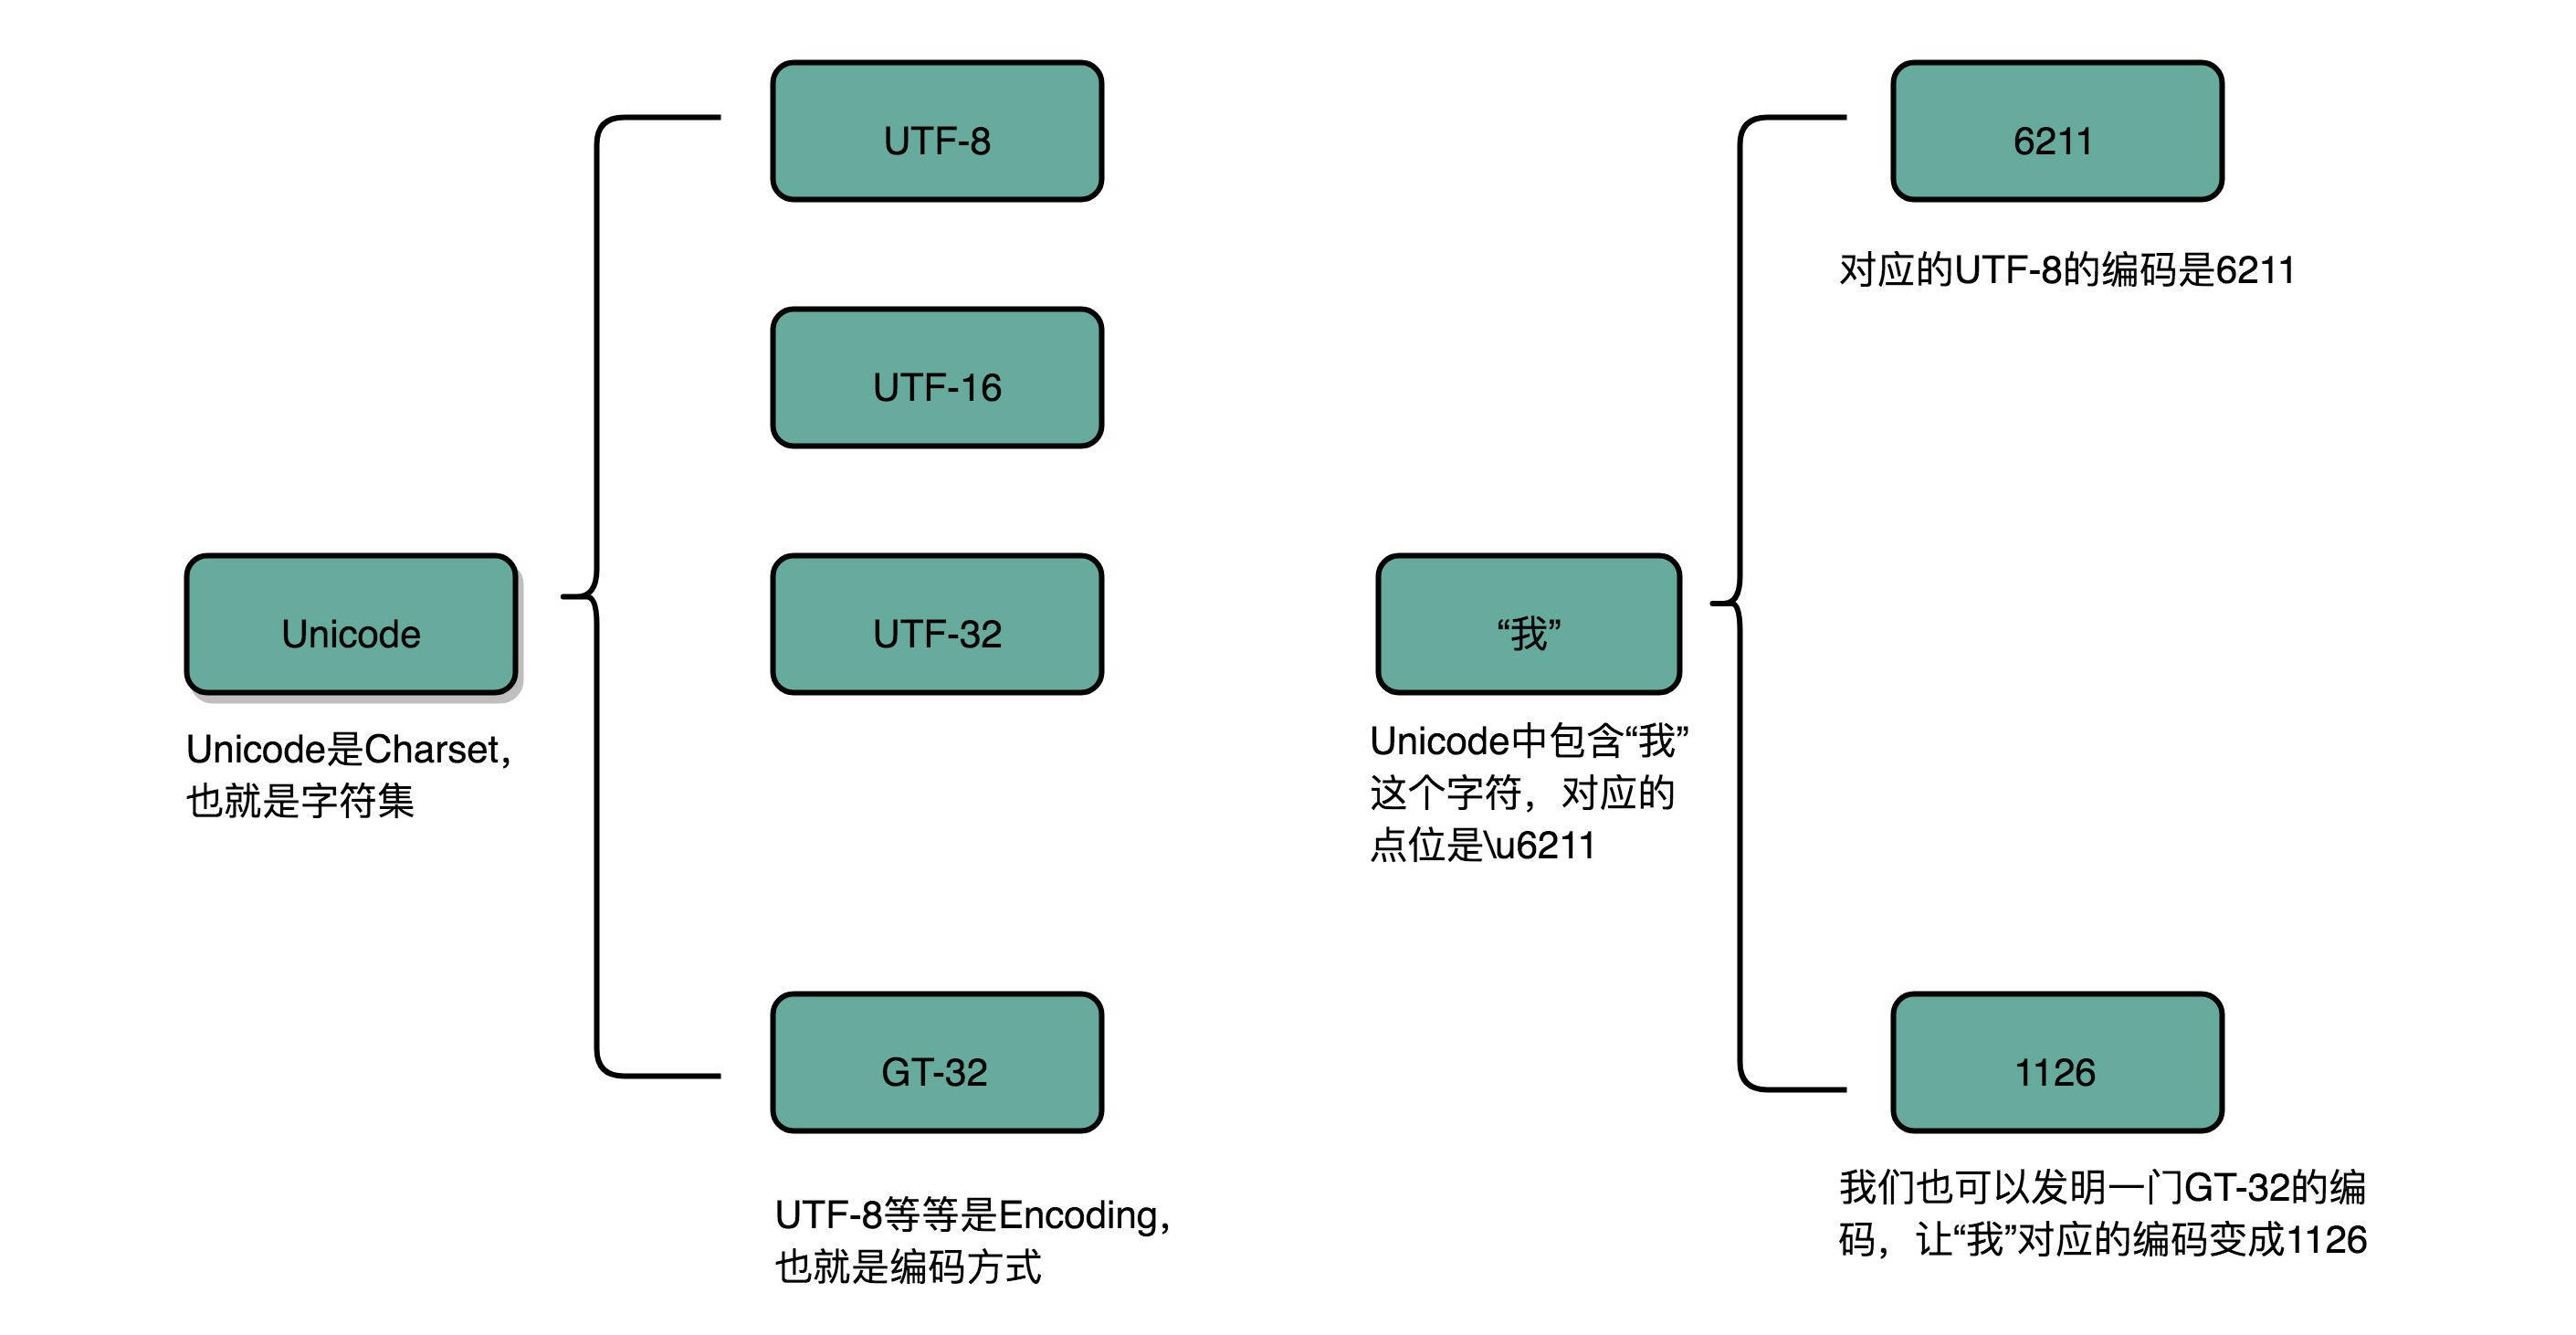 UTF-8
UTF-16
UTF-32
Unicode
Unicode是Charset,
也就是字符集
GT-32
UTF-8等等是Encoding,
也就是编码方式
6211
对应的UTF-8的编码是6211
“我”
Unicode中包含“我”
这个字符，对应的
点位是\u6211
1126
我们也可以发明一门GT-32的编
码，让“我”对应的编码变成1126